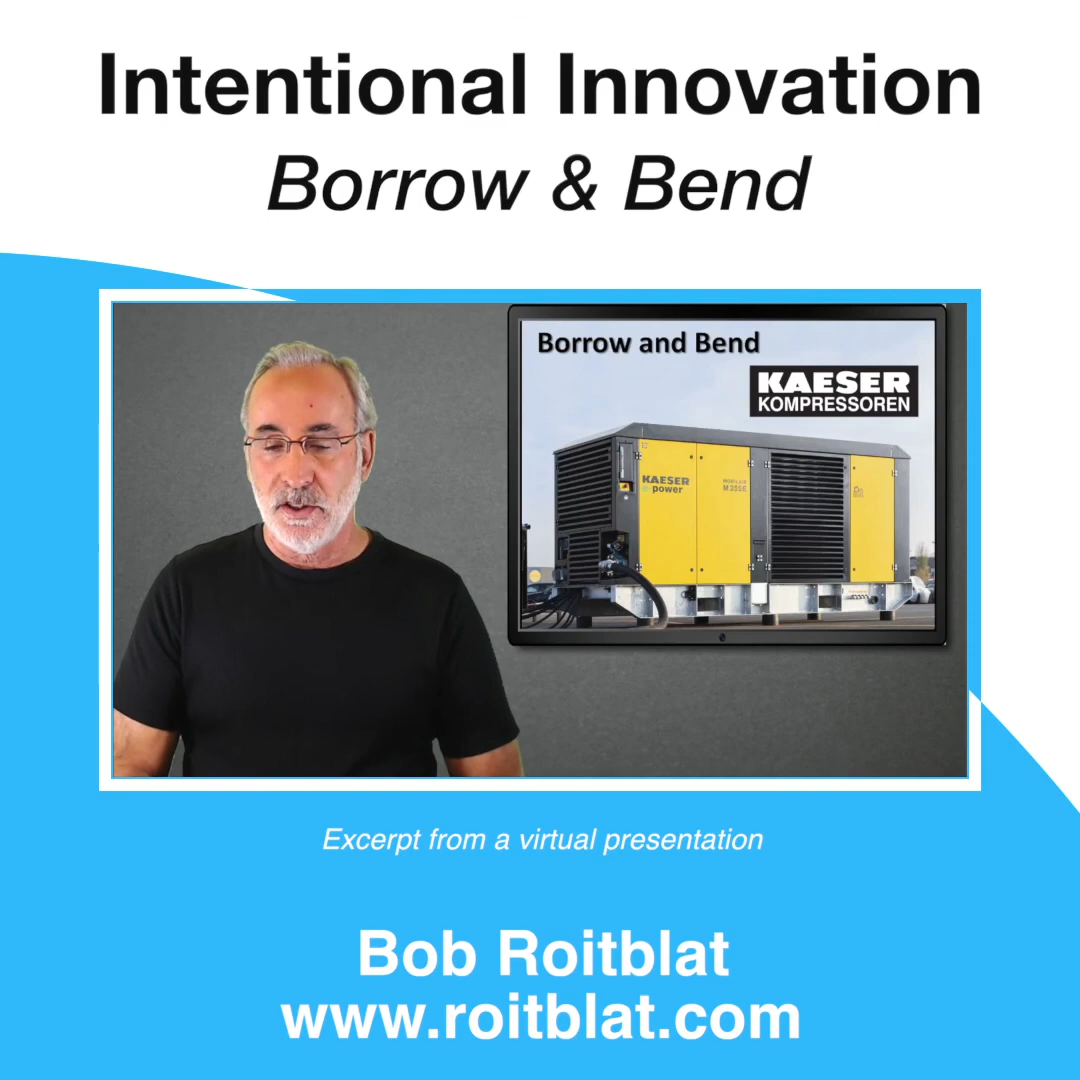 Intentional Innovation
Borrow & Bend
Borrow and Bend
KAESER
KOMPRESSOREN
KAESER
power
M 255E
Excerpt from a virtual presentation
Bob Roitblat
www.roitblat.com